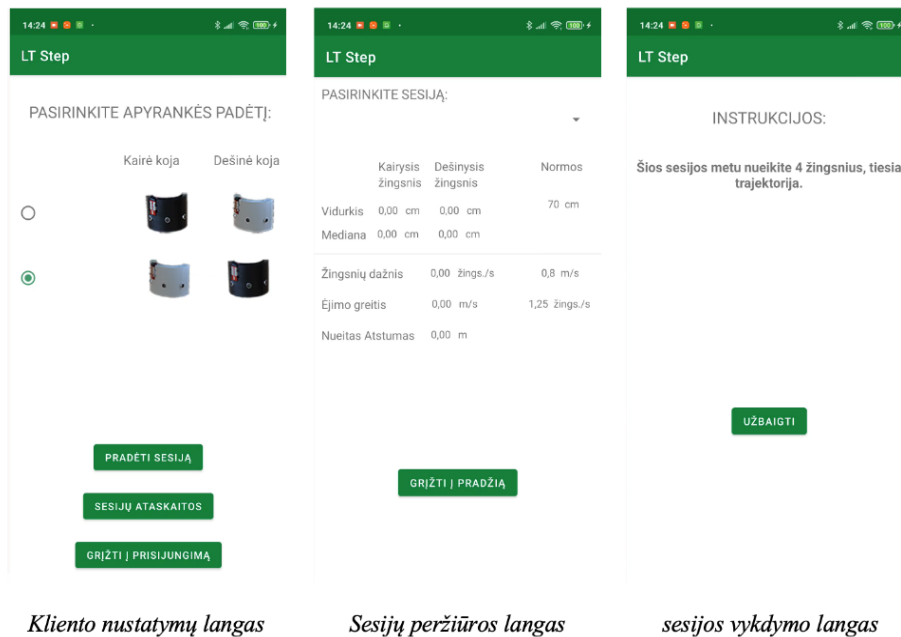 14:24
100
LT Step
PASIRINKITE APYRANKĖS PADĖTĮ:
Kairė koja Dešinė koja
PRADĖTI SESIJĄ
SESIJŲ ATASKAITOS
GRĮŽTI Į PRISIJUNGIMĄ
Kliento nustatymų langas
14:24
100
LT Step
PASIRINKITE SESIJĄ:
Kairysis Dešinysis Normos
žingsnis žingsnis
Vidurkis 0,00 cm 0,00 cm 70 cm
Mediana 0,00 cm 0,00 cm
Žingsnių dažnis 0,00 žings./s 0,8 m/s
Ėjimo greitis 0,00 m/s 1,25 žings./s
Nueitas Atstumas 0,00 m
GRĮŽTI Į PRADŽIĄ
Sesijų peržiūros langas
14:24
100
LT Step
INSTRUKCIJOS:
Šios sesijos metu nueikite 4 žingsnius, tiesia
trajektorija.
UŽBAIGTI
sesijos vykdymo langas